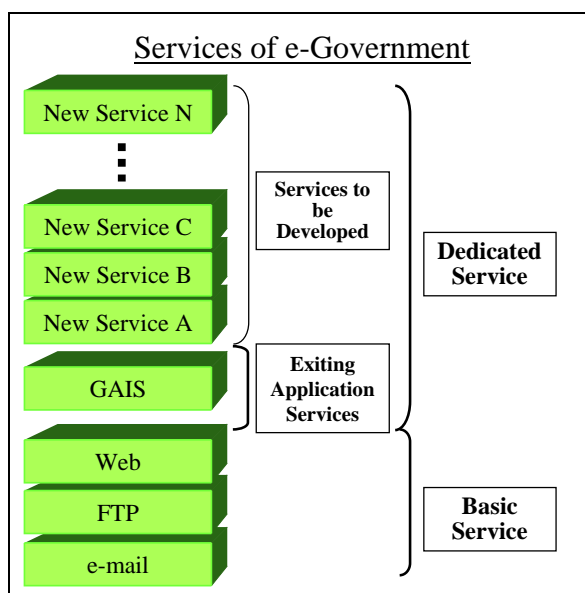 Services of e-Government
New Service N
New Service C
New Service B
New Service A
GAIS
Web
FTP
e-mail
Services to
be
Developed
Exiting
Application
Services
Dedicated
Service
Basic
Service